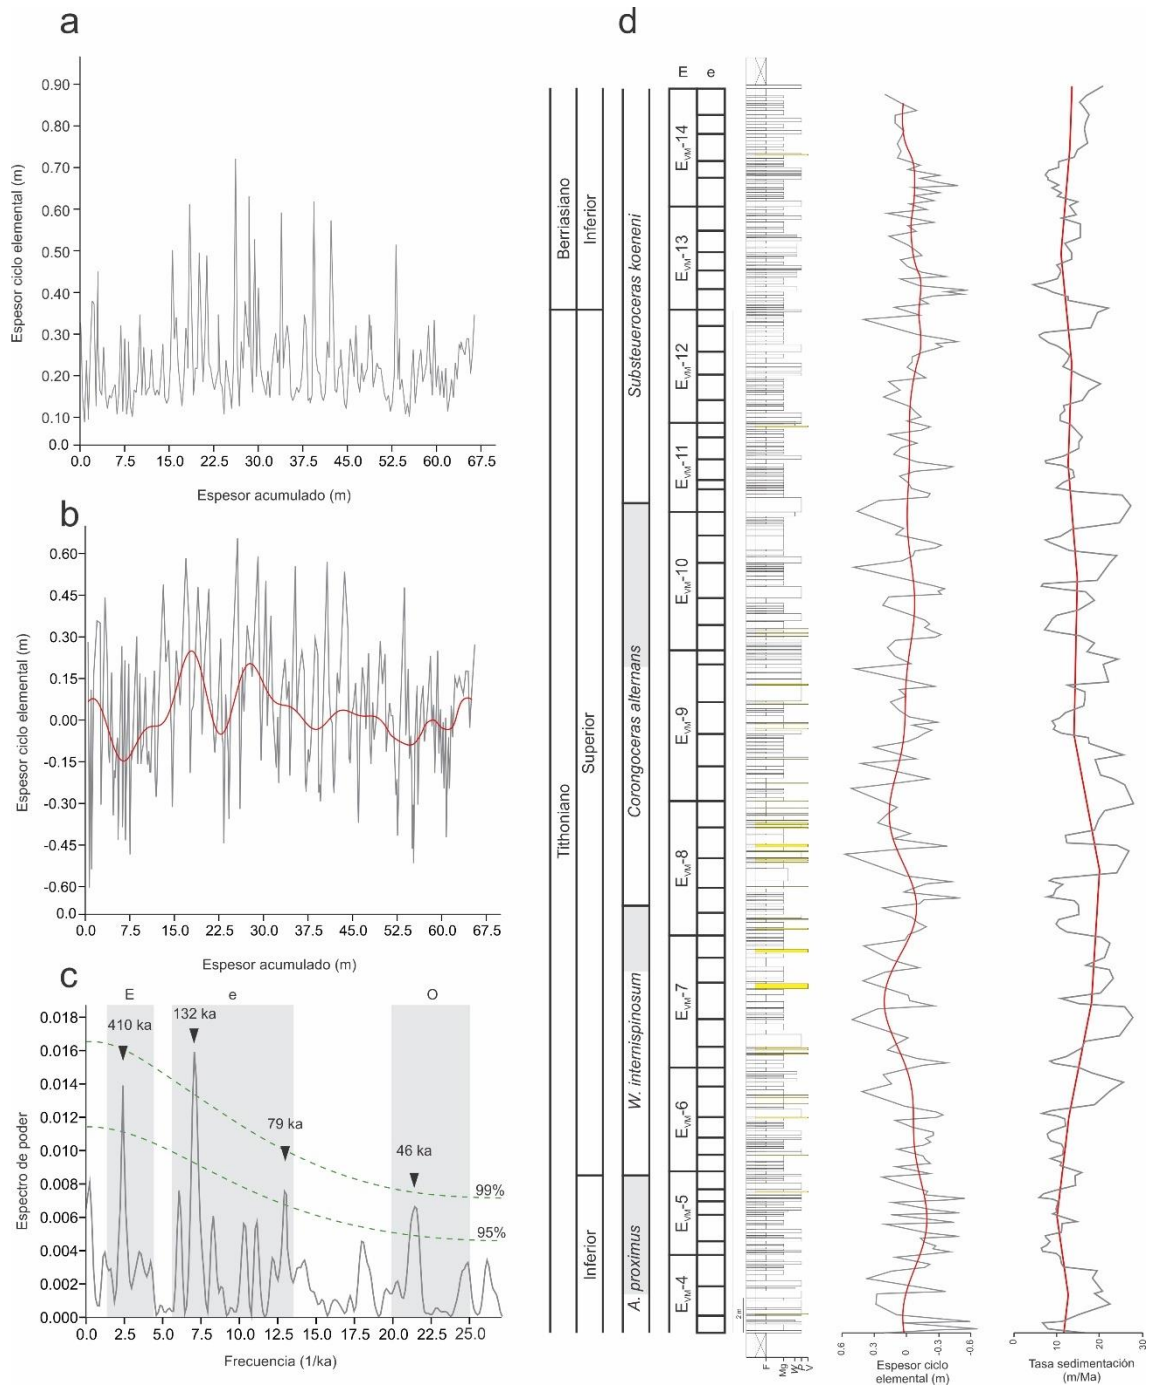 a
Espesor ciclo elemental (m)
0.90
0.80
0.70
0.60
0.50
0.40
0.30
0.20
0.10
0.0
0.0 7.5 15.0 22.5 30.0 37.5 45.0 52.5 60.0 67.5
Espesor acumulado (m)
b
Espesor ciclo elemental (m)
0.60
0.45
0.30
0.15
0.00
-0.15
-0.30
-0.45
-0.60
0.0
0.0 7.5 15.0 22.5 30.0 37.5 45.0 52.5 60.0 67.5
Espesor acumulado (m)
c
E e O
410 ka
132 ka
79 ka
46 ka
99%
95%
Espectro de poder
0.018
0.016
0.014
0.012
0.010
0.008
0.006
0.004
0.002
0.000
0.0 2.5 5.0 7.5 10.0 12.5 15.0 17.5 20.0 22.5 25.0
Frecuencia (1/ka)
d
E e
Berriasiano
Inferior
Tithoniano
Superior
Inferior
Substeueroceras koeneni
Corongoceras alternans
W. internispinosum
A. proximus
EVM-14
EVM-13
EVM-12
EVM-11
EVM-10
EVM-9
EVM-8
EVM-7
EVM-6
EVM-5
EVM-4
2 m
F Mg W P V
0.6 0.3 0 -0.3 -0.6
Espesor ciclo
elemental (m)
0 10 20 30
Tasa sedimentación
(m/Ma)